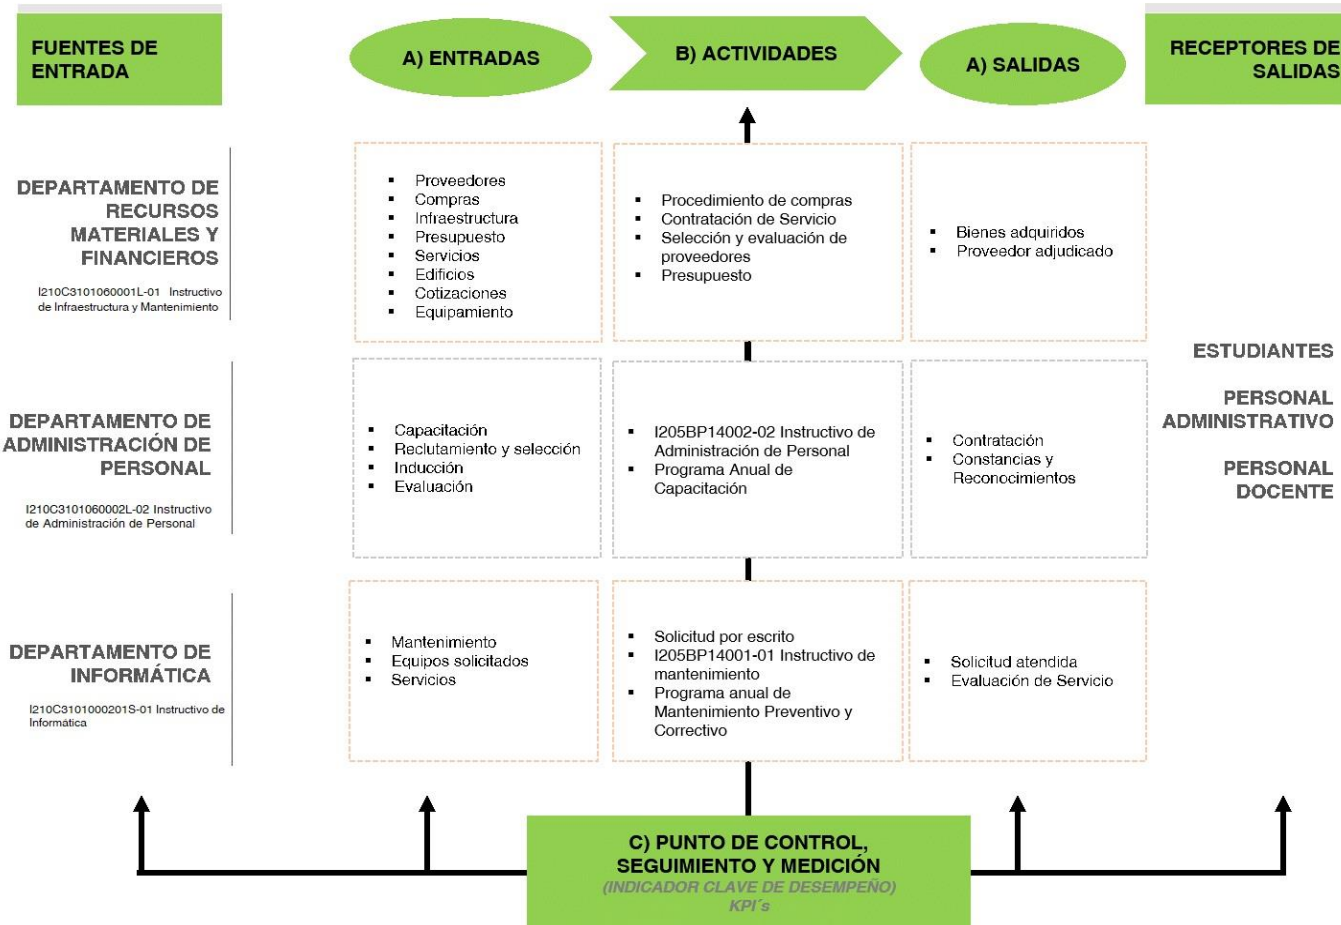 FUENTES DE
ENTRADA
A) ENTRADAS
B) ACTIVIDADES
A) SALIDAS
RECEPTORES DE
SALIDAS
DEPARTAMENTO DE
RECURSOS
MATERIALES Y
FINANCIEROS
I210C3101060001L-01 Instructivo
de Infraestructura y Mantenimiento
▪ Proveedores
▪ Compras
▪ Infraestructura
▪ Presupuesto
▪ Servicios
▪ Edificios
▪ Cotizaciones
▪ Equipamiento
▪ Procedimiento de compras
▪ Contratación de Servicio
▪ Selección y evaluación de
proveedores
▪ Presupuesto
▪ Bienes adquiridos
▪ Proveedor adjudicado
DEPARTAMENTO DE
ADMINISTRACIÓN DE
PERSONAL
I210C3101060002L-02 Instructivo
de Administración de Personal
▪ Capacitación
▪ Reclutamiento y selección
▪ Inducción
▪ Evaluación
▪ I205BP14002-02 Instructivo de
Administración de Personal
▪ Programa Anual de
Capacitación
▪ Contratación
▪ Constancias y
Reconocimientos
ESTUDIANTES
PERSONAL
ADMINISTRATIVO
PERSONAL
DOCENTE
DEPARTAMENTO DE
INFORMÁTICA
I210C3101000201S-01 Instructivo de
Informática
▪ Mantenimiento
▪ Equipos solicitados
▪ Servicios
▪ Solicitud por escrito
▪ I205BP14001-01 Instructivo de
mantenimiento
▪ Programa anual de
Mantenimiento Preventivo y
Correctivo
▪ Solicitud atendida
▪ Evaluación de Servicio
C) PUNTO DE CONTROL,
SEGUIMIENTO Y MEDICIÓN
(INDICADOR CLAVE DE DESEMPEÑO)
KPI´s